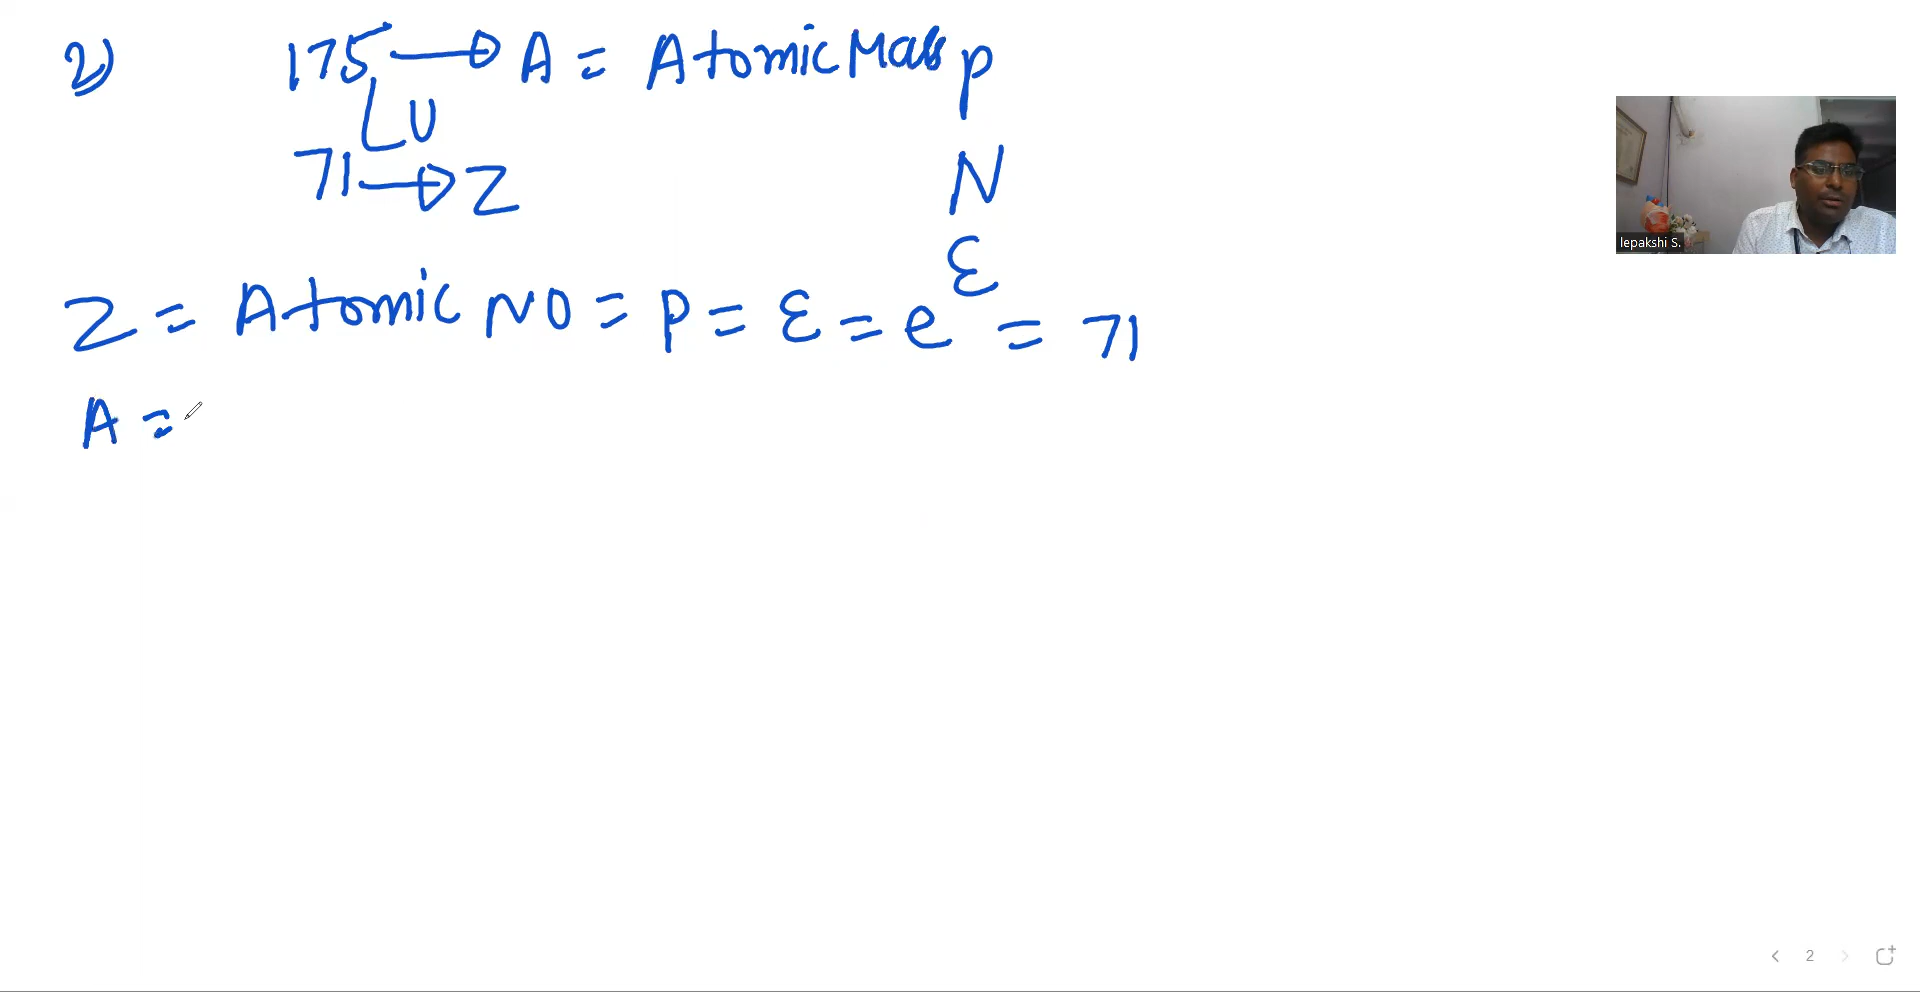 2) 175 → A = Atomic Mass P
LU
71 → Z
N
E
Z = Atomic NO = P = E = e = 71
A =
lepakshi S.
2